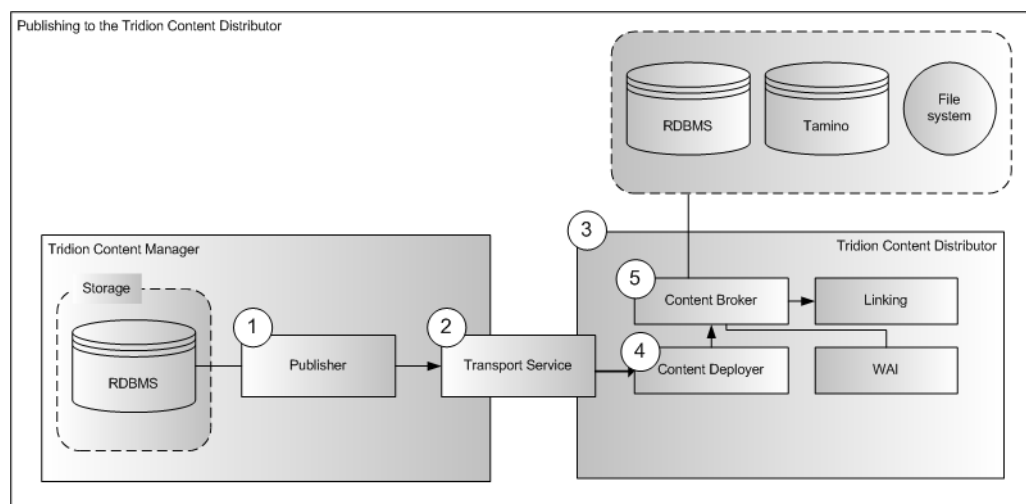 Publishing to the Tridion Content Distributor
RDBMS
Tamino
File
system
Tridion Content Manager
3
Tridion Content Distributor
Storage
5
Content Broker
Linking
1
2
RDBMS
Publisher
Transport Service
4
Content Deployer
WAI